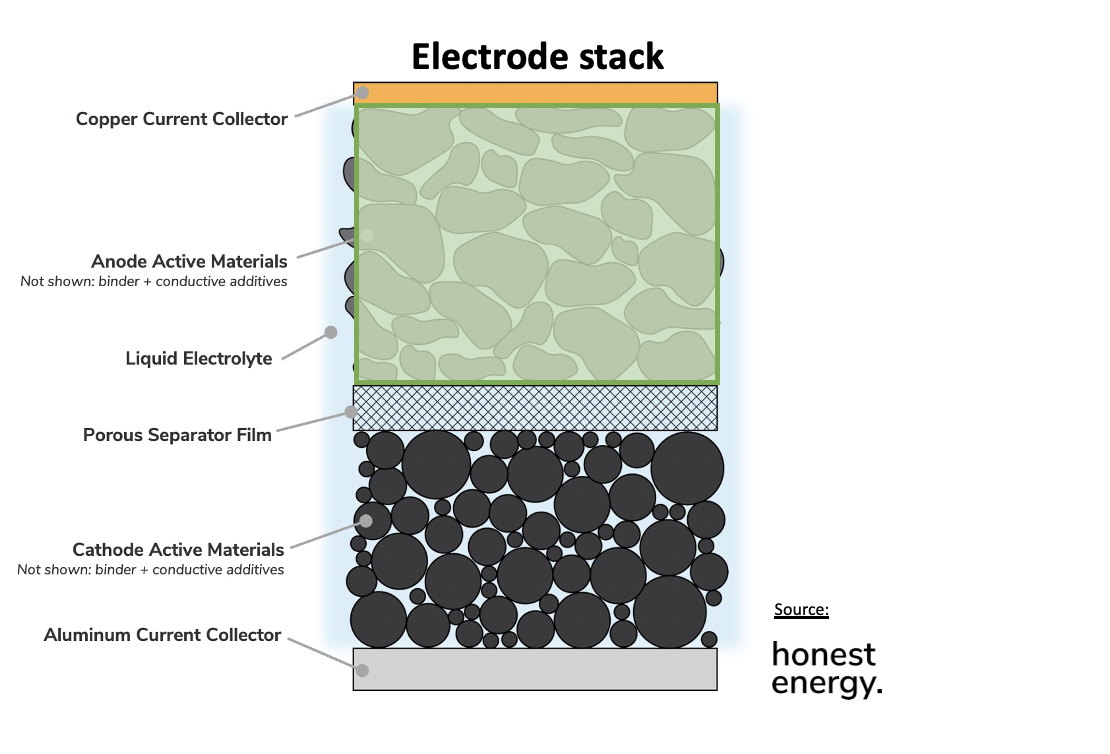 Electrode stack
Copper Current Collector
Anode Active Materials
Not shown: binder + conductive additives
Liquid Electrolyte
Porous Separator Film
Cathode Active Materials
Not shown: binder + conductive additives
Aluminum Current Collector
Source:
honest
energy.